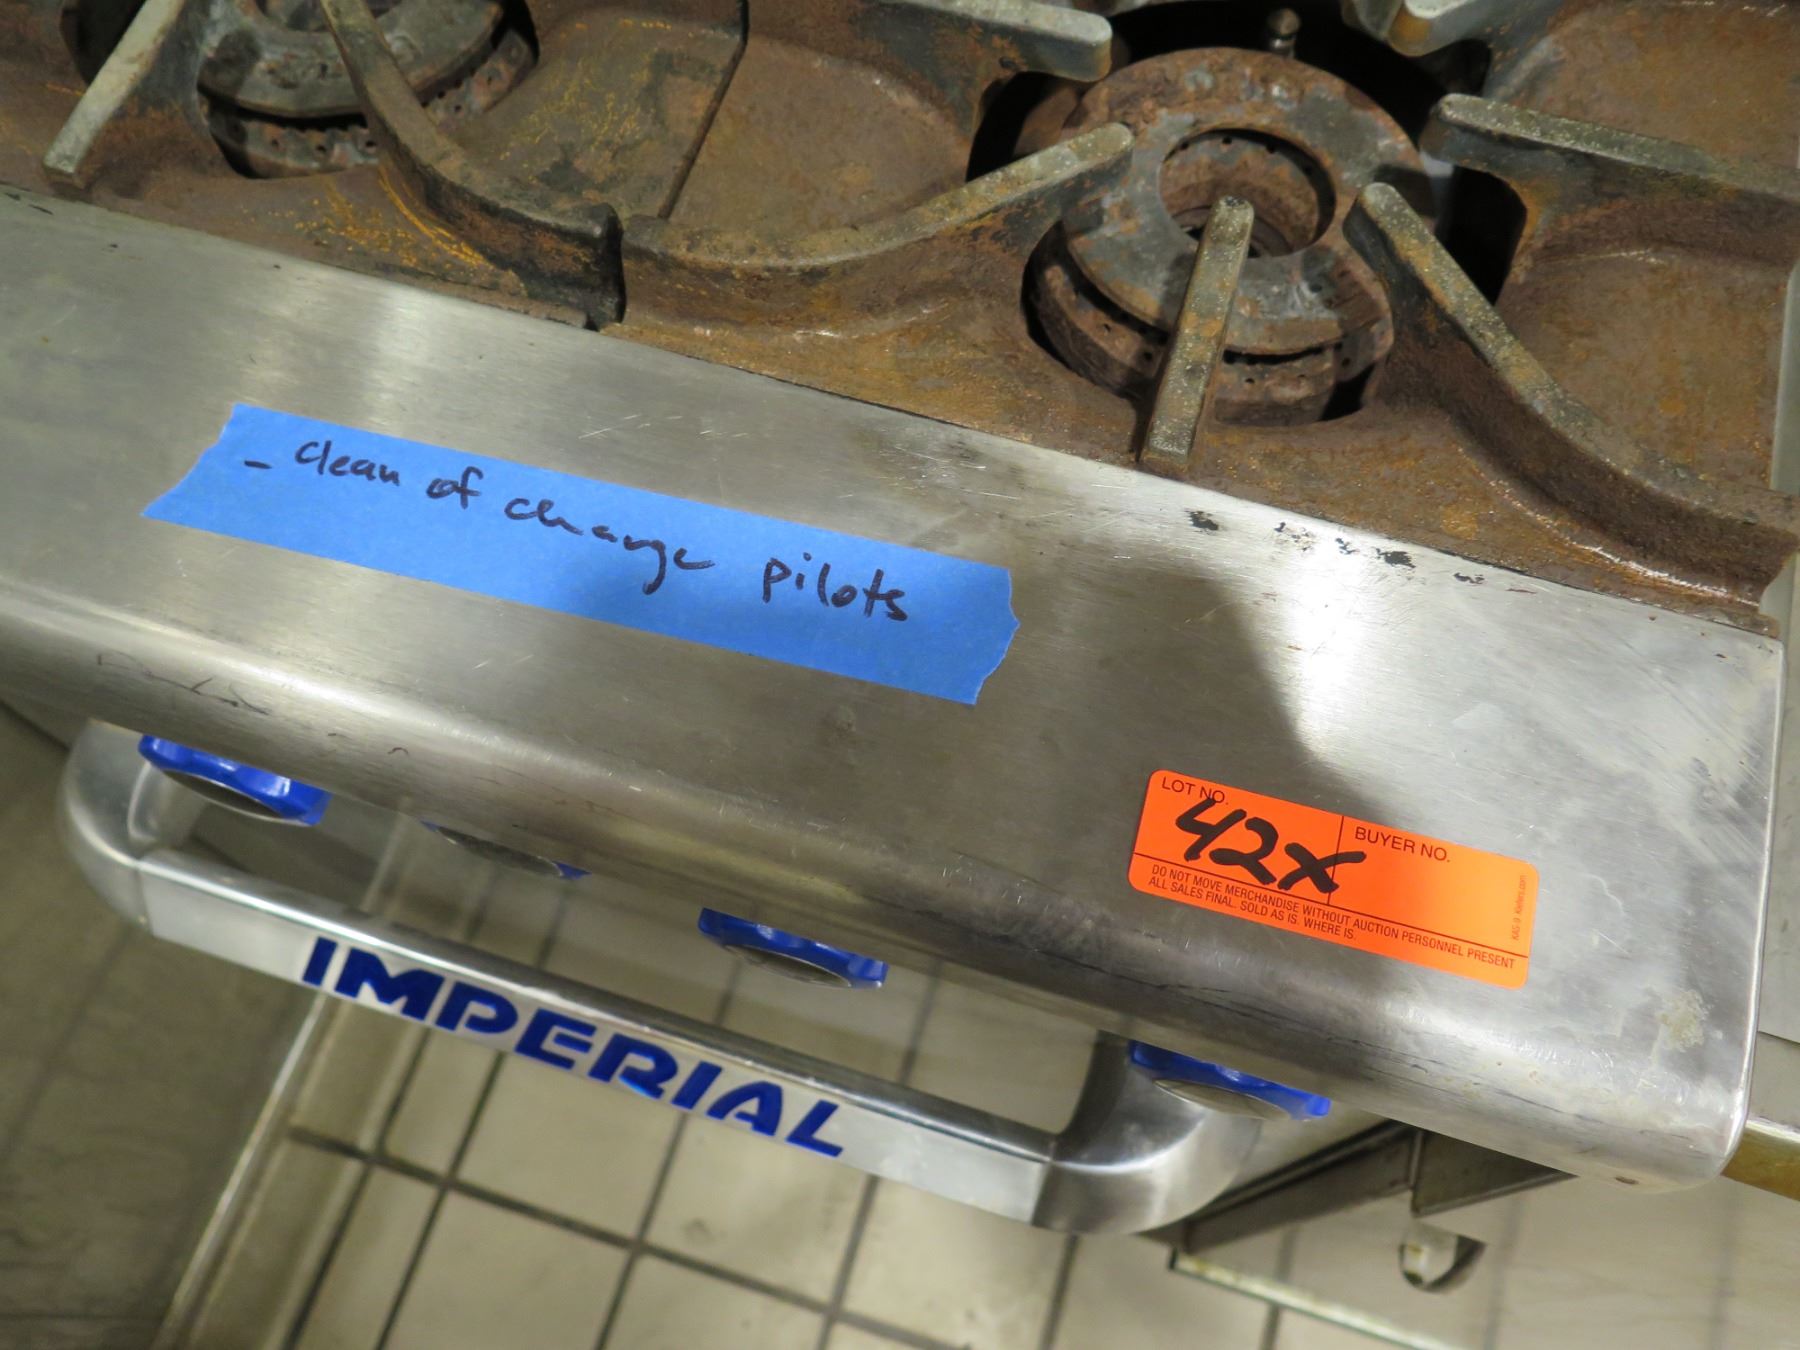 - clean of change pilots
LOT NO.
42x
BUYER NO.
DO NOT MOVE MERCHANDISE WITHOUT AUCTION PERSONNEL PRESENT
ALL SALES FINAL. SOLD AS IS. WHERE IS.
IMPERIAL